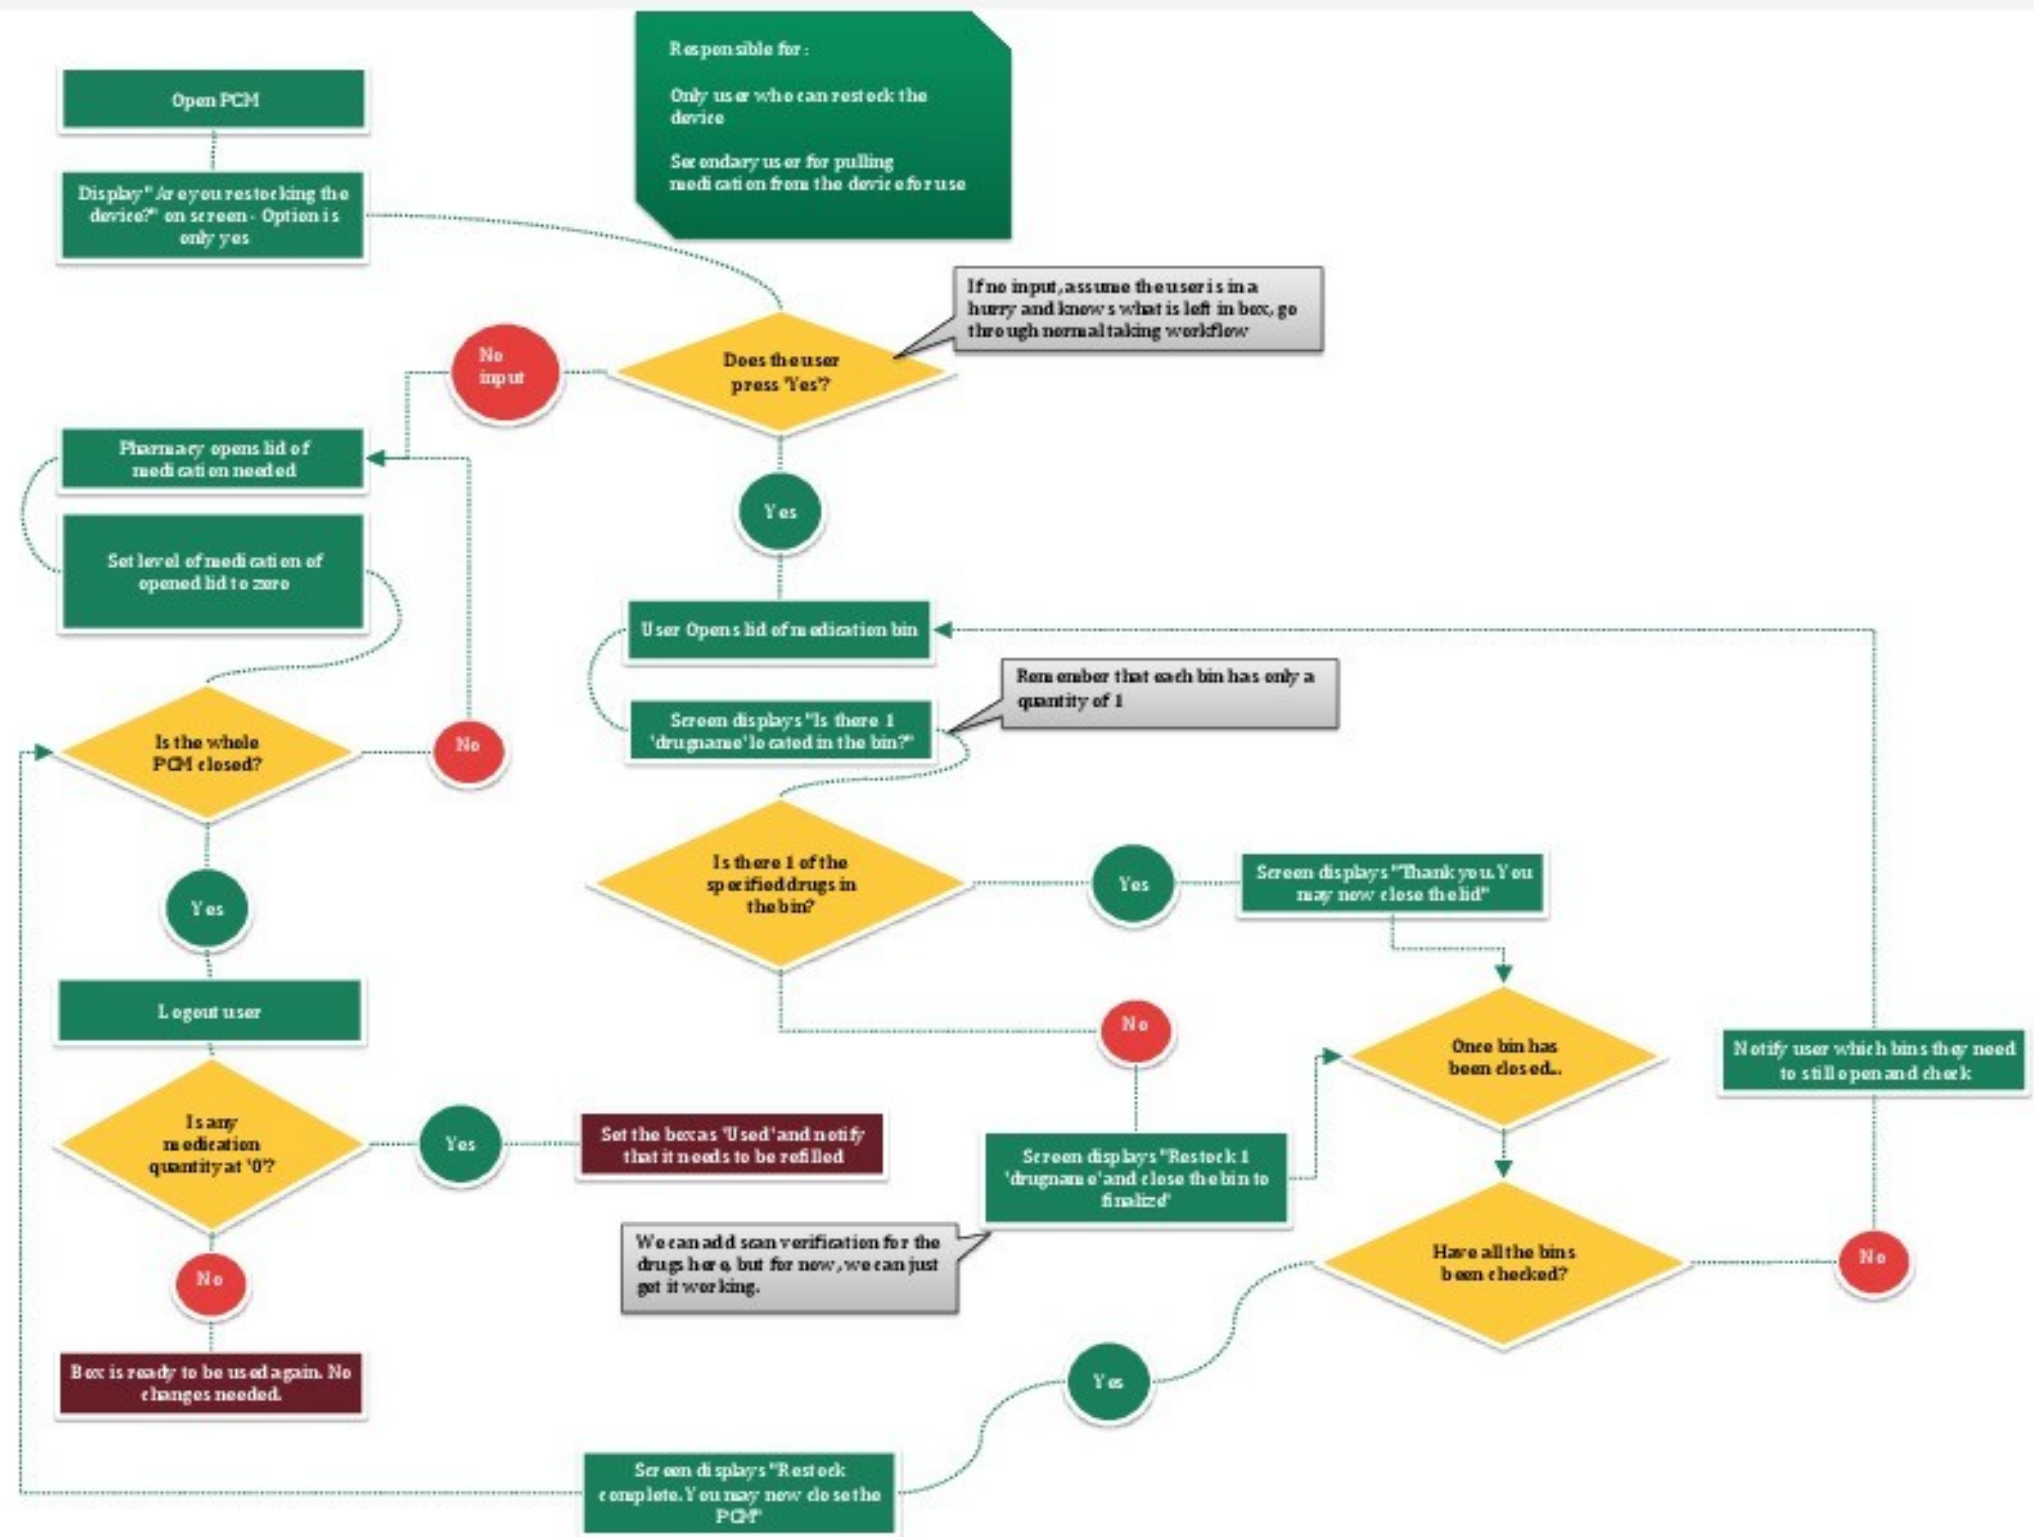 Responsible for:
Only user who can restock the
device
Secondary user for pulling
medication from the device for use
Open PCM
Display "Are you restocking the
device?" on screen - Option is
only yes
If no input, assume the user is in a
hurry and knows what is left in box, go
through normal taking workflow
Does the user
press 'Yes'?
No
input
Yes
Pharmacy opens lid of
medication needed
Set level of medication of
opened lid to zero
User Opens lid of medication bin
Remember that each bin has only a
quantity of 1
Screen displays "Is there 1
'drugname' located in the bin?"
Is the whole
PCM closed?
No
Yes
Is there 1 of the
specified drugs in
the bin?
Yes
Screen displays "Thank you. You
may now close the lid"
Logout user
No
Once bin has
been closed...
Notify user which bins they need
to still open and check
Is any
medication
quantity at '0'?
Yes
Set the box as 'Used' and notify
that it needs to be refilled
Screen displays "Restock 1
'drugname' and close the bin to
finalize"
We can add scan verification for the
drugs here, but for now, we can just
get it working.
Have all the bins
been checked?
No
No
Box is ready to be used again. No
changes needed.
Yes
Screen displays "Restock
complete. You may now close the
PCM"